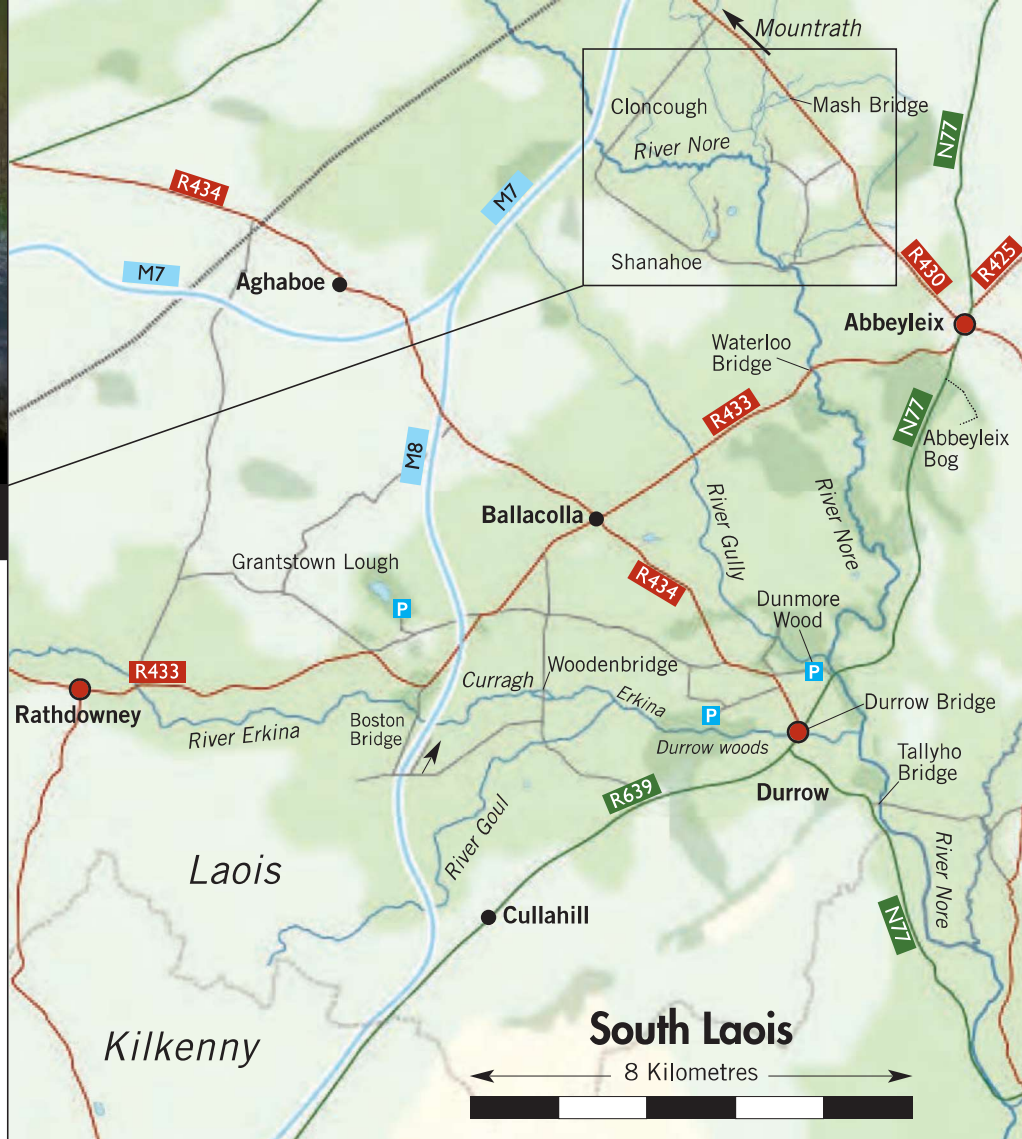 Mountrath
Cloncough
Mash Bridge
River Nore
N77
R434
M7
M7
Aghaboe
Shanahoe
R430
R425
Abbeyleix
Waterloo
Bridge
R433
N77
Abbeyleix
Bog
M8
Ballacolla
River Gully
River Nore
Grantstown Lough
P
R434
Dunmore
Wood
P
R433
Rathdowney
River Erkina
Boston
Bridge
Curragh
Woodenbridge
Erkina
P
Durrow woods
Durrow Bridge
Tallyho
Bridge
Durrow
R639
River Goul
River Nore
Laois
Cullahill
N77
Kilkenny
South Laois
8 Kilometres